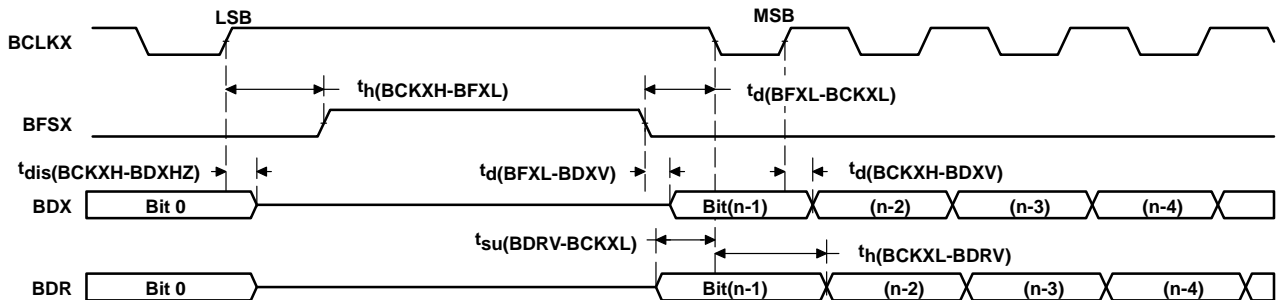 LSB MSB
BCLKX
th(BCKXH-BFXL) td(BFXL-BCKXL)
BFSX
tdis(BCKXH-BDXHZ) td(BFXL-BDXV) td(BCKXH-BDXV)
BDX Bit 0 Bit(n-1) (n-2) (n-3) (n-4)
tsu(BDRV-BCKXL) th(BCKXL-BDRV)
BDR Bit 0 Bit(n-1) (n-2) (n-3) (n-4)